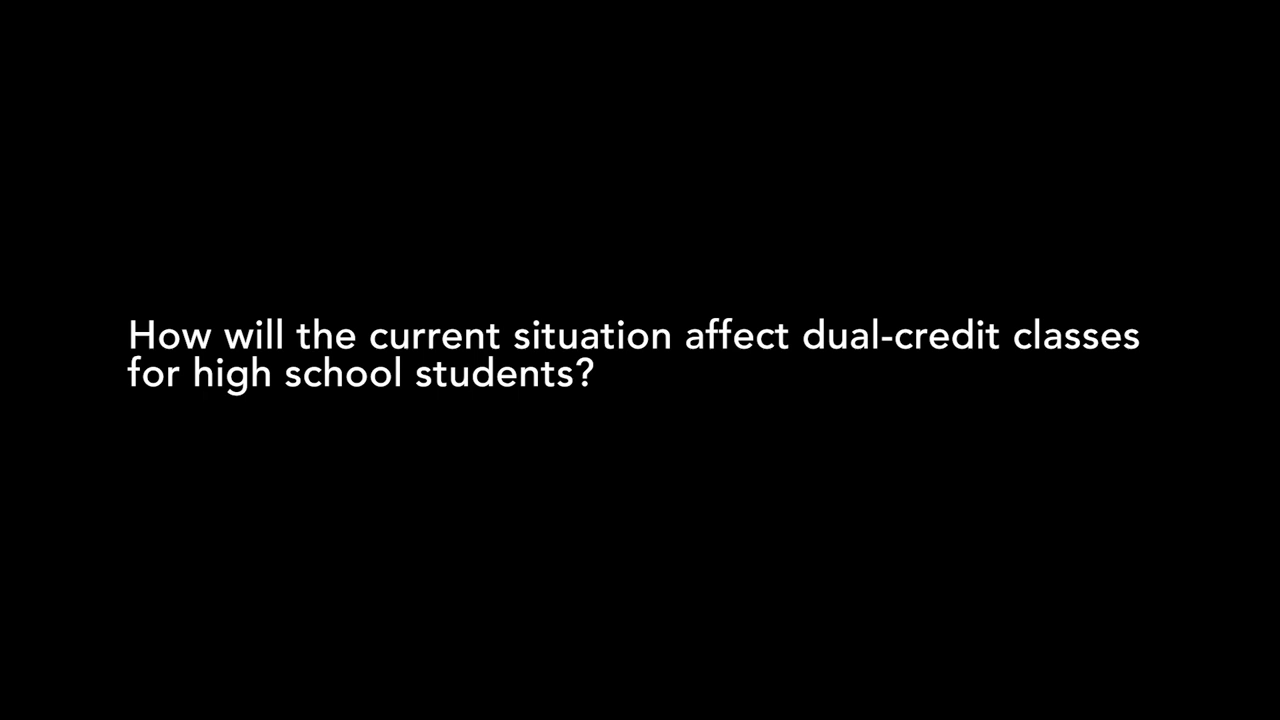 How will the current situation affect dual-credit classes
for high school students?